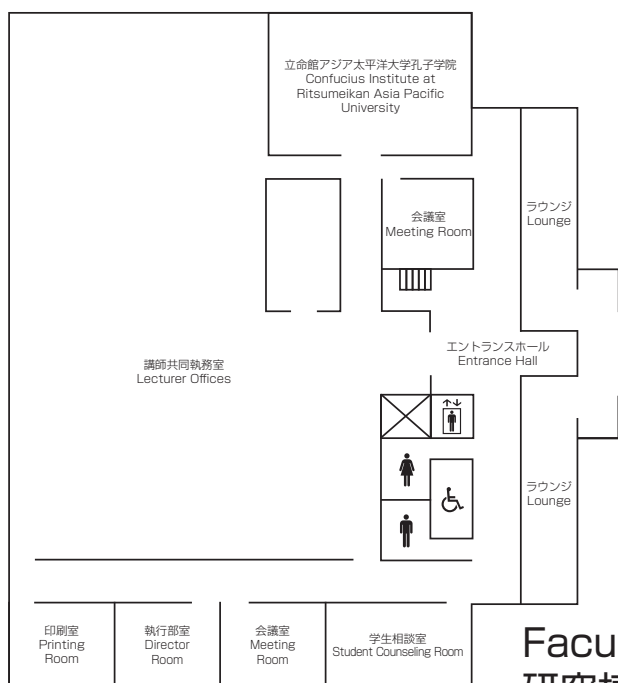 立命館アジア太平洋大学孔子学院
Confucius Institute at
Ritsumeikan Asia Pacific
University
ラウンジ
Lounge
会議室
Meeting Room
エントランスホール
Entrance Hall
講師共同執務室
Lecturer Offices
ラウンジ
Lounge
印刷室
Printing
Room
執行部室
Director
Room
会議室
Meeting
Room
学生相談室
Student Counseling Room